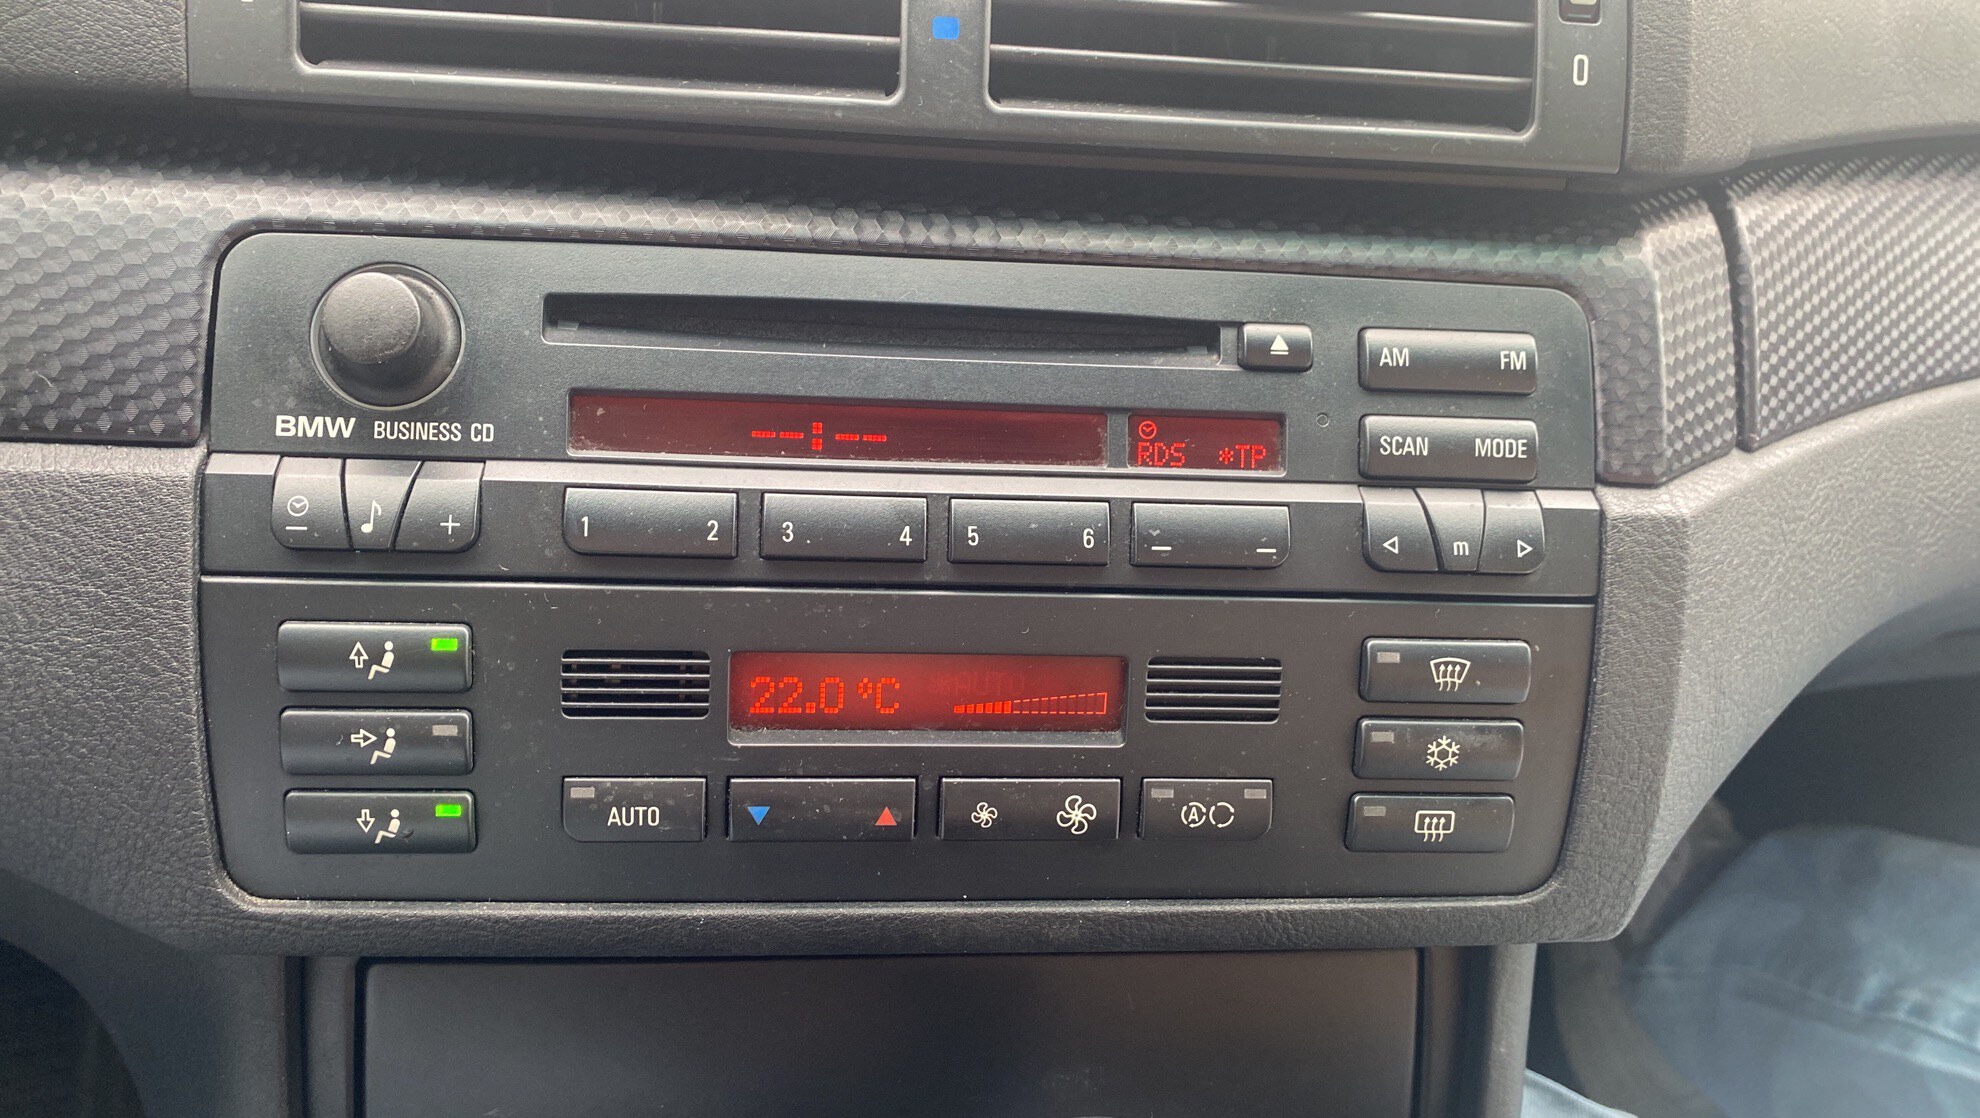 0
AM FM
BMW BUSINESS CD
--:-- RDS *TP
SCAN MODE
- + 1 2 3 4 5 6 - - m
22.0 °C
AUTO A